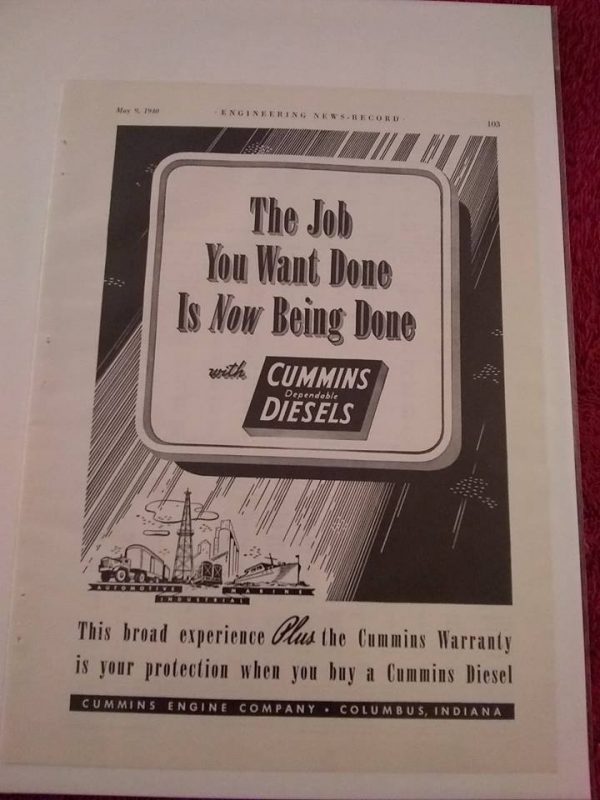 May 9, 1940 · ENGINEERING NEWS-RECORD · 103
The Job
You Want Done
Is Now Being Done
with CUMMINS
Dependable
DIESELS
AUTOMOTIVE MARINE
INDUSTRIAL
This broad experience Plus the Cummins Warranty
is your protection when you buy a Cummins Diesel
CUMMINS ENGINE COMPANY • COLUMBUS, INDIANA